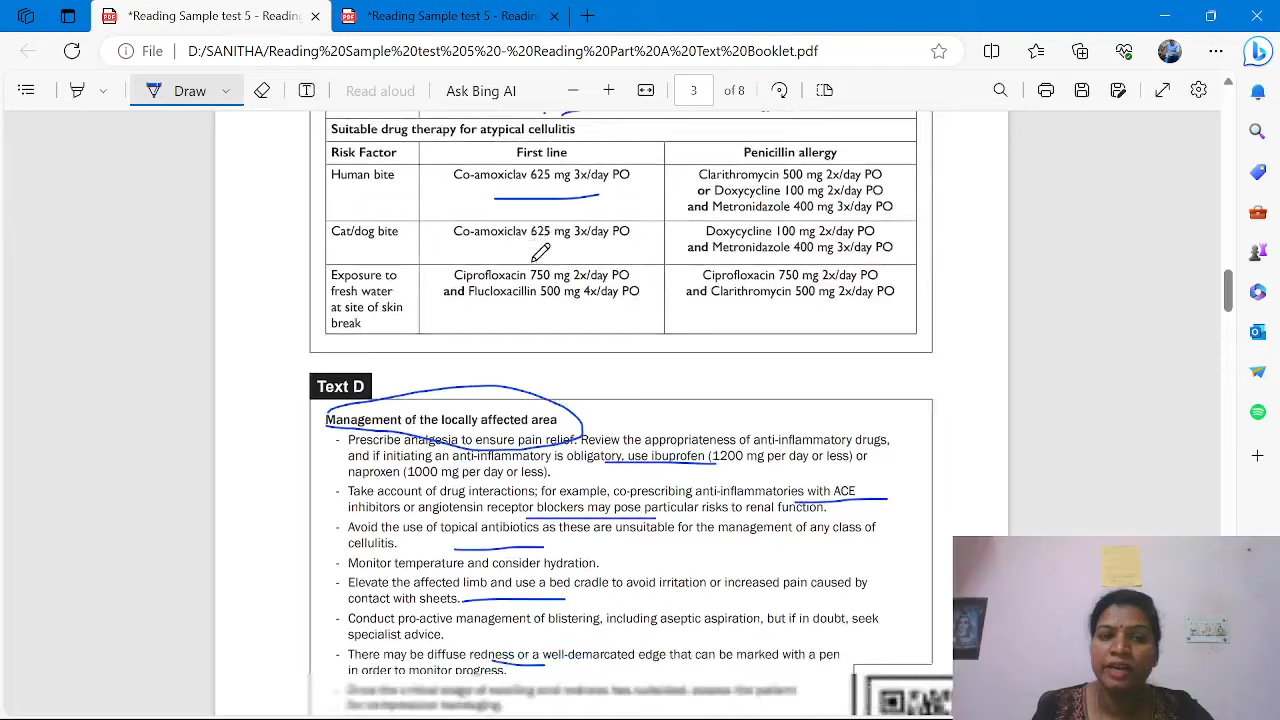 *Reading Sample test 5 - Reading
*Reading Sample test 5 - Reading
File
D:/SANITHA/Reading%20Sample%20test%205%20-%20Reading%20Part%20A%20Text%20Booklet.pdf
Draw
Read aloud
Ask Bing AI
3
of 8
Suitable drug therapy for atypical cellulitis
Risk Factor
First line
Penicillin allergy
Human bite
Co-amoxiclav 625 mg 3x/day PO
Clarithromycin 500 mg 2x/day PO
or Doxycycline 100 mg 2x/day PO
and Metronidazole 400 mg 3x/day PO
Cat/dog bite
Co-amoxiclav 625 mg 3x/day PO
Doxycycline 100 mg 2x/day PO
and Metronidazole 400 mg 3x/day PO
Exposure to
fresh water
at site of skin
break
Ciprofloxacin 750 mg 2x/day PO
and Flucloxacillin 500 mg 4x/day PO
Ciprofloxacin 750 mg 2x/day PO
and Clarithromycin 500 mg 2x/day PO
Text D
Management of the locally affected area
- Prescribe analgesia to ensure pain relief. Review the appropriateness of anti-inflammatory drugs,
and if initiating an anti-inflammatory is obligatory, use ibuprofen (1200 mg per day or less) or
naproxen (1000 mg per day or less).
- Take account of drug interactions; for example, co-prescribing anti-inflammatories with ACE
inhibitors or angiotensin receptor blockers may pose particular risks to renal function.
- Avoid the use of topical antibiotics as these are unsuitable for the management of any class of
cellulitis.
- Monitor temperature and consider hydration.
- Elevate the affected limb and use a bed cradle to avoid irritation or increased pain caused by
contact with sheets.
- Conduct pro-active management of blistering, including aseptic aspiration, but if in doubt, seek
specialist advice.
- There may be diffuse redness or a well-demarcated edge that can be marked with a pen
in order to monitor progress.